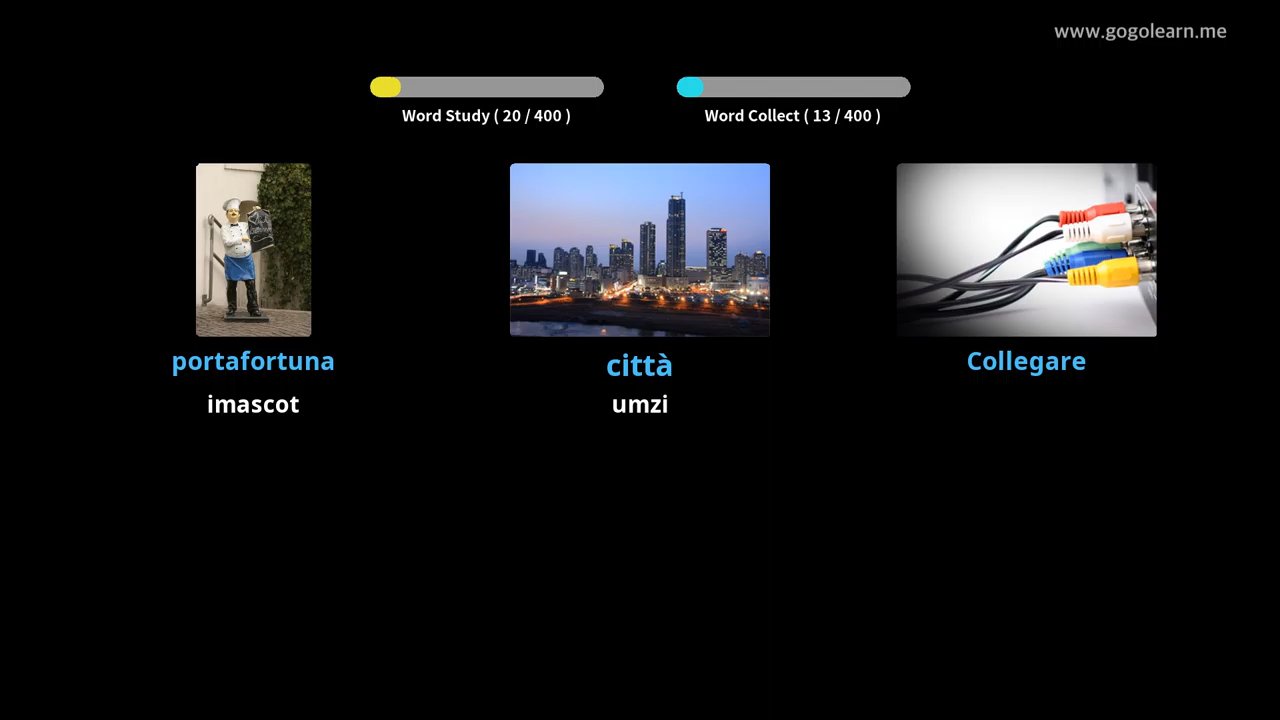 www.gogolearn.me
Word Study ( 20 / 400 )
Word Collect ( 13 / 400 )
portafortuna
città
Collegare
imascot
umzi